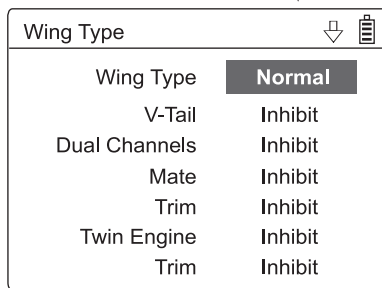 Wing Type
Wing Type Normal
V-Tail Inhibit
Dual Channels Inhibit
Mate Inhibit
Trim Inhibit
Twin Engine Inhibit
Trim Inhibit